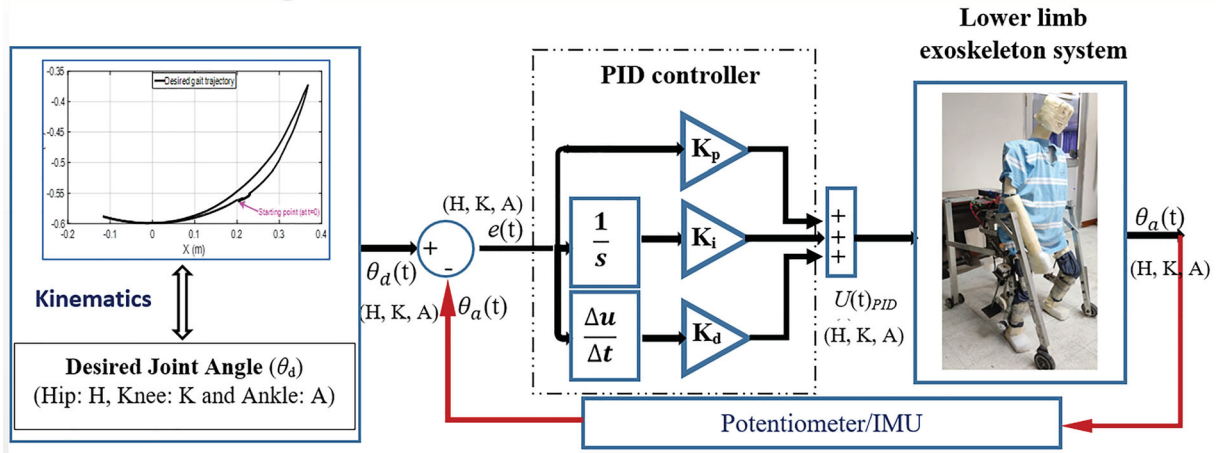 Lower limb
exoskeleton system
PID controller
-0.35
Desired gait trajectory
-0.4
-0.45
-0.5
-0.55
-0.6
Starting point (at t=0)
-0.2 -0.1 0 0.1 0.2 0.3 0.4
X (m)
Kinematics
Desired Joint Angle (θd)
(Hip: H, Knee: K and Ankle: A)
θd(t)
(H, K, A)
+
-
θa(t)
(H, K, A)
e(t)
Kp
1
s
Ki
Δu
Δt
Kd
+
+
+
U(t)PID
(H, K, A)
θa(t)
(H, K, A)
Potentiometer/IMU